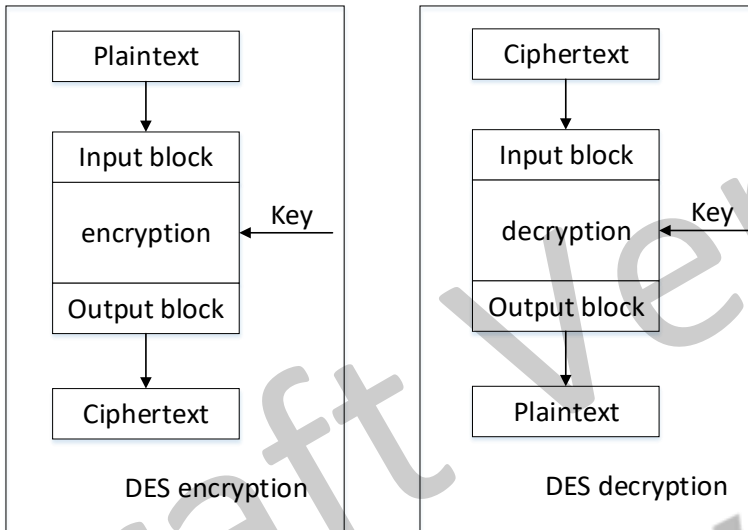 Plaintext
Input block
encryption
Key
Output block
Ciphertext
DES encryption
Ciphertext
Input block
decryption
Key
Output block
Plaintext
DES decryption